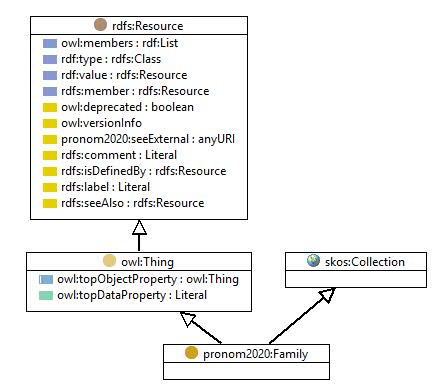 rdfs:Resource
owl:members : rdf:List
rdf:type : rdfs:Class
rdf:value : rdfs:Resource
rdfs:member : rdfs:Resource
owl:deprecated : boolean
owl:versionInfo
pronom2020:seeExternal : anyURI
rdfs:comment : Literal
rdfs:isDefinedBy : rdfs:Resource
rdfs:label : Literal
rdfs:seeAlso : rdfs:Resource
owl:Thing
owl:topObjectProperty : owl:Thing
owl:topDataProperty : Literal
skos:Collection
pronom2020:Family